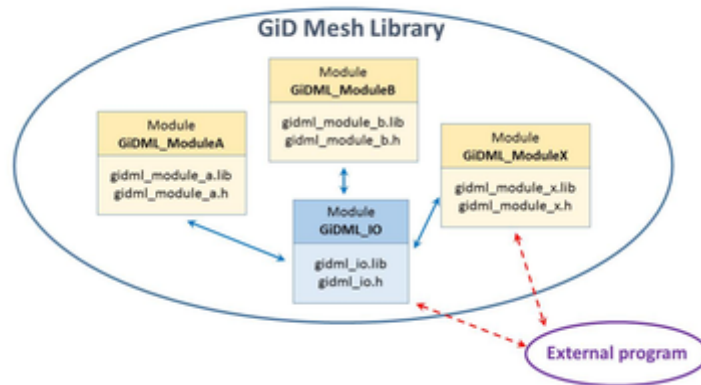 GiD Mesh Library
Module
GiDML_ModuleB
gidml_module_b.lib
gidml_module_b.h
Module
GiDML_ModuleA
gidml_module_a.lib
gidml_module_a.h
Module
GiDML_ModuleX
gidml_module_x.lib
gidml_module_x.h
Module
GiDML_IO
gidml_io.lib
gidml_io.h
External program